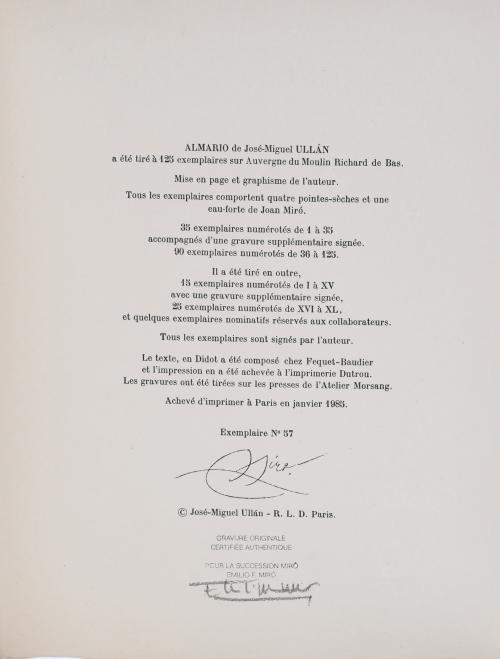 ALMARIO de José-Miguel ULLÁN
a été tiré à 125 exemplaires sur Auvergne du Moulin Richard de Bas.
Mise en page et graphisme de l'auteur.
Tous les exemplaires comportent quatre pointes-sèches et une
eau-forte de Joan Miró.
35 exemplaires numérotés de 1 à 35
accompagnés d'une gravure supplémentaire signée.
90 exemplaires numérotés de 36 à 125.
Il a été tiré en outre,
15 exemplaires numérotés de I à XV
avec une gravure supplémentaire signée,
25 exemplaires numérotés de XVI à XL,
et quelques exemplaires nominatifs réservés aux collaborateurs.
Tous les exemplaires sont signés par l'auteur.
Le texte, en Didot a été composé chez Fequet-Baudier
et l'impression en a été achevée à l'imprimerie Dutrou.
Les gravures ont été tirées sur les presses de l'Atelier Morsang.
Achevé d'imprimer à Paris en janvier 1985.
Exemplaire Nº 57
Miró
© José-Miguel Ullán - R. L. D. Paris.
GRAVURE ORIGINALE
CERTIFIÉE AUTHENTIQUE
POUR LA SUCCESSION MIRÓ
EMILIO F. MIRÓ